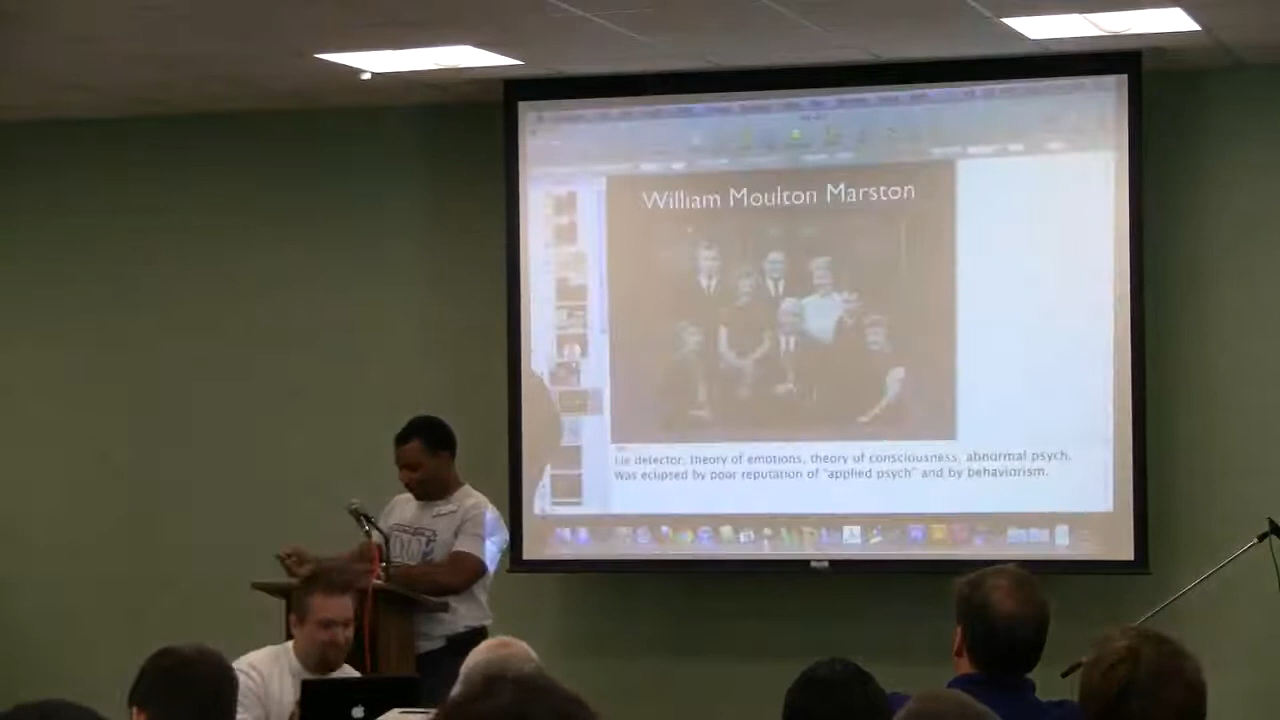 William Moulton Marston
Lie detector, theory of emotions, theory of consciousness, abnormal psych.
Was eclipsed by poor reputation of "applied psych" and by behaviorism.